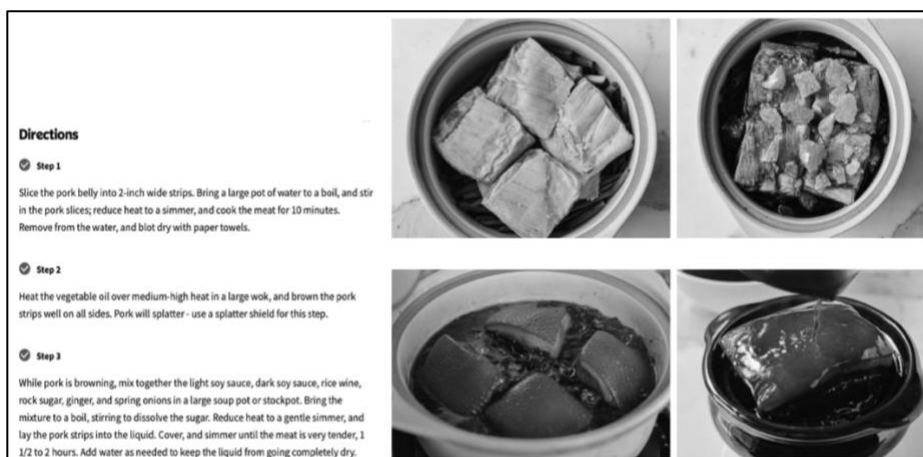 Directions
Step 1
Slice the pork belly into 2-inch wide strips. Bring a large pot of water to a boil, and stir
in the pork slices; reduce heat to a simmer, and cook the meat for 10 minutes.
Remove from the water, and blot dry with paper towels.
Step 2
Heat the vegetable oil over medium-high heat in a large wok, and brown the pork
strips well on all sides. Pork will splatter - use a splatter shield for this step.
Step 3
While pork is browning, mix together the light soy sauce, dark soy sauce, rice wine,
rock sugar, ginger, and spring onions in a large soup pot or stockpot. Bring the
mixture to a boil, stirring to dissolve the sugar. Reduce heat to a gentle simmer, and
lay the pork strips into the liquid. Cover, and simmer until the meat is very tender, 1
1/2 to 2 hours. Add water as needed to keep the liquid from going completely dry.